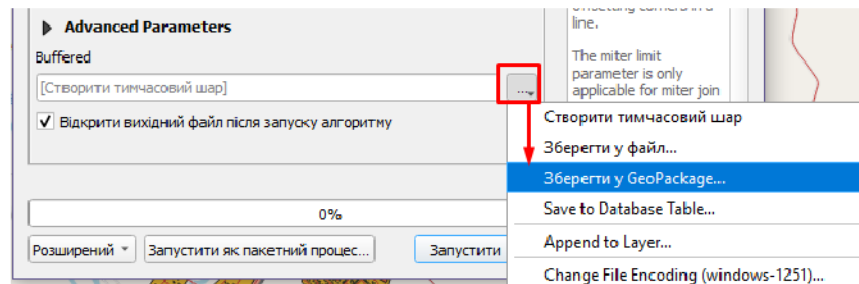 Advanced Parameters
Buffered
[Створити тимчасовий шар]
...
✓ Відкрити вихідний файл після запуску алгоритму
0%
Розширений
Запустити як пакетний процес...
Запустити
line.
The miter limit
parameter is only
applicable for miter join
Створити тимчасовий шар
Зберегти у файл...
Зберегти у GeoPackage...
Save to Database Table...
Append to Layer...
Change File Encoding (windows-1251)...